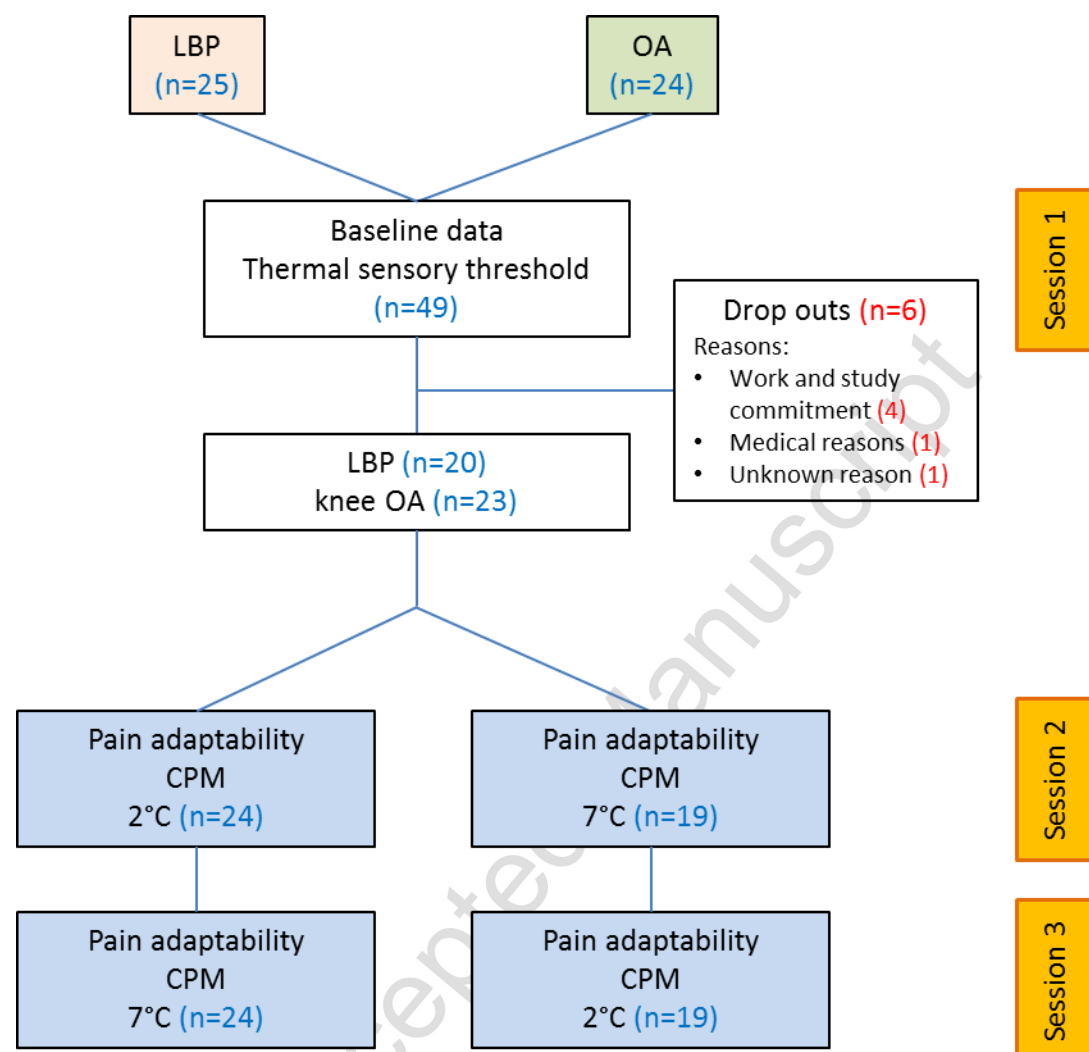 LBP
(n=25)
OA
(n=24)
Baseline data
Thermal sensory threshold
(n=49)
Session 1
Drop outs (n=6)
Reasons:
• Work and study
commitment (4)
• Medical reasons (1)
• Unknown reason (1)
LBP (n=20)
knee OA (n=23)
Pain adaptability
CPM
2°C (n=24)
Pain adaptability
CPM
7°C (n=19)
Session 2
Pain adaptability
CPM
7°C (n=24)
Pain adaptability
CPM
2°C (n=19)
Session 3
cepted Manuscript